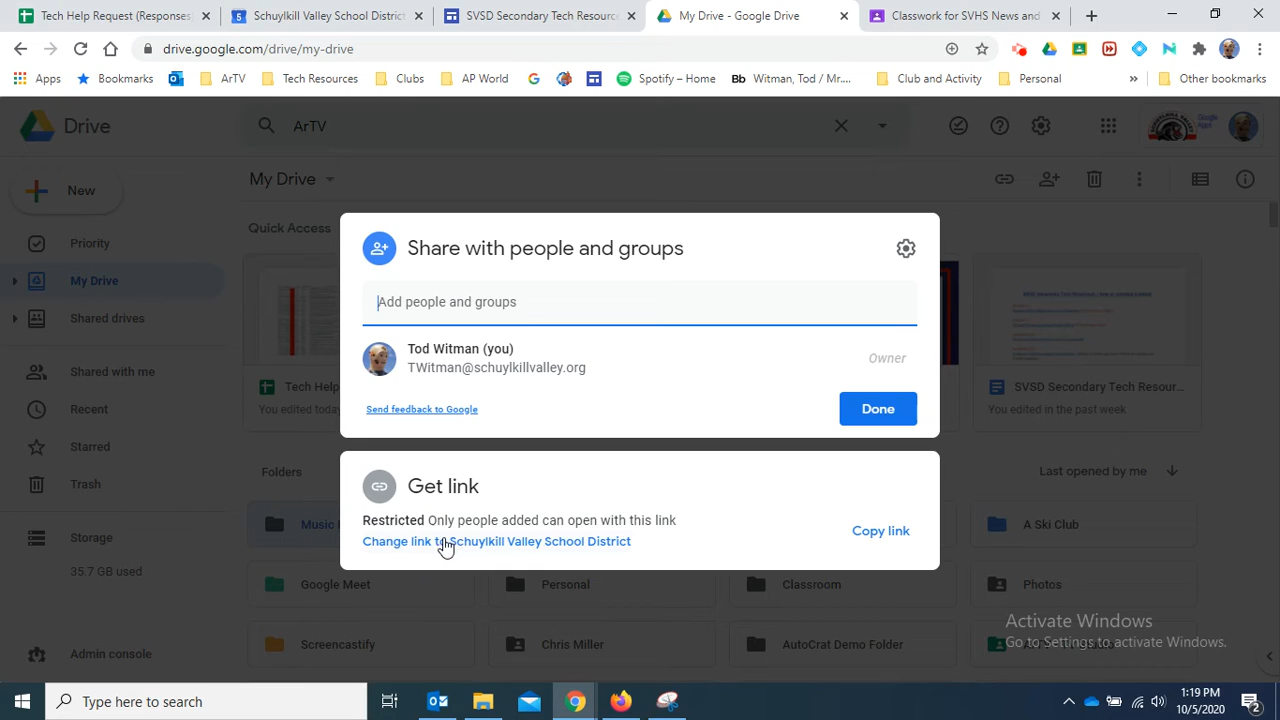 Tech Help Request (Respons
Schuylkill Valley School District
SVSD Secondary Tech Resource
My Drive - Google Drive
Classwork for SVHS News and
drive.google.com/drive/my-drive
Apps
Bookmarks
ArTV
Tech Resources
Clubs
AP World
Spotify – Home
Bb
Witman, Tod / Mr....
Club and Activity
Personal
Other bookmarks
Drive
ArTV
New
My Drive
Quick Access
Priority
My Drive
Shared drives
Shared with me
Recent
Starred
Trash
Storage
35.7 GB used
Admin console
Share with people and groups
Add people and groups
Tod Witman (you)
TWitman@schuylkillvalley.org
Owner
Send feedback to Google
Done
Tech Help
You edited today
SVSD Secondary Tech Resour...
You edited in the past week
Get link
Restricted Only people added can open with this link
Change link to Schuylkill Valley School District
Copy link
Folders
Last opened by me
Music
A Ski Club
Google Meet
Personal
Classroom
Photos
Screencastify
Chris Miller
AutoCrat Demo Folder
Activate Windows
Go to Settings to activate Windows.
Type here to search
1:19 PM
10/5/2020
2